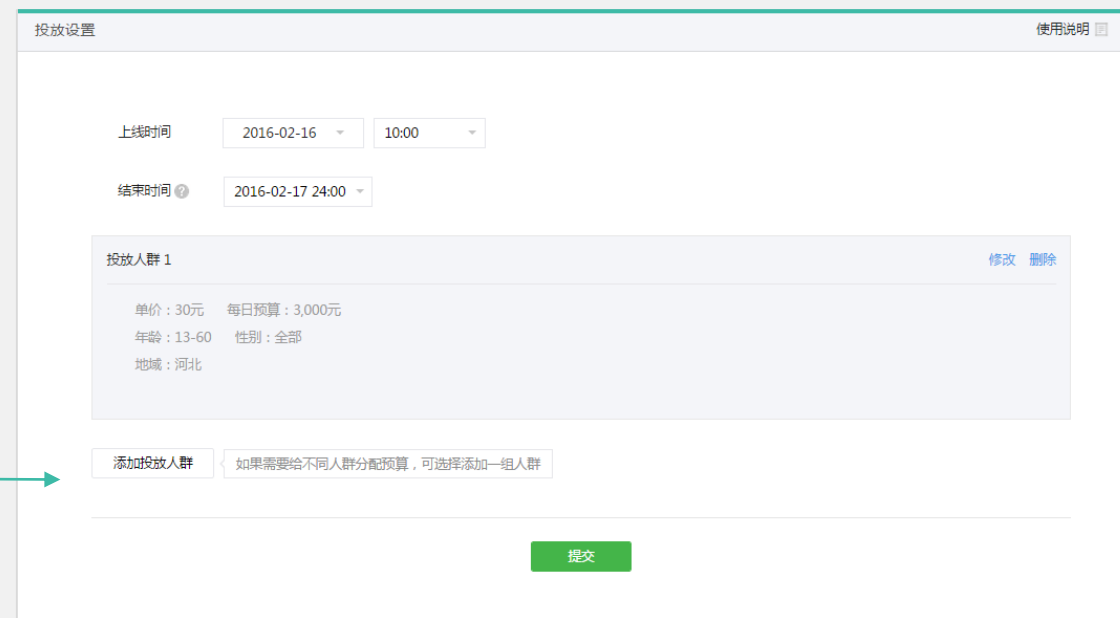 投放设置 使用说明
上线时间 2016-02-16 10:00
结束时间 ? 2016-02-17 24:00
投放人群 1 修改 删除
单价：30元 每日预算：3,000元
年龄：13-60 性别：全部
地域：河北
添加投放人群 如果需要给不同人群分配预算，可选择添加一组人群
提交